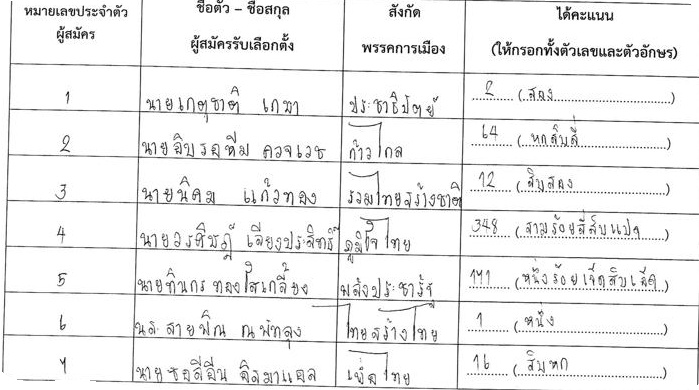 หมายเลขประจำตัว ผู้สมัคร ชื่อตัว – ชื่อสกุล ผู้สมัครรับเลือกตั้ง สังกัด พรรคการเมือง ได้คะแนน (ให้กรอกทั้งตัวเลขและตัวอักษร)
1 นายเกตุชาติ เกษา ประชาธิปัตย์ 2 (สอง)
2 นายอิบรอฮีม ดวจเวช ก้าวไกล 64 (หกสิบสี่)
3 นายนิคม แก้วทอง รวมไทยสร้างชาติ 12 (สิบสอง)
4 นายวรศิษฎ์ เลียงประสิทธิ์ ภูมิใจไทย 348 (สามร้อยสี่สิบแปด)
5 นายทินกร ทองใสเกลี้ยง พลังประชารัฐ 171 (หนึ่งร้อยเจ็ดสิบเอ็ด)
6 นส. สายพิณ ณ พัทลุง ไทยสร้างไทย 1 (หนึ่ง)
7 นายซอลีฮีน อิสมาแอล เพื่อไทย 16 (สิบหก)